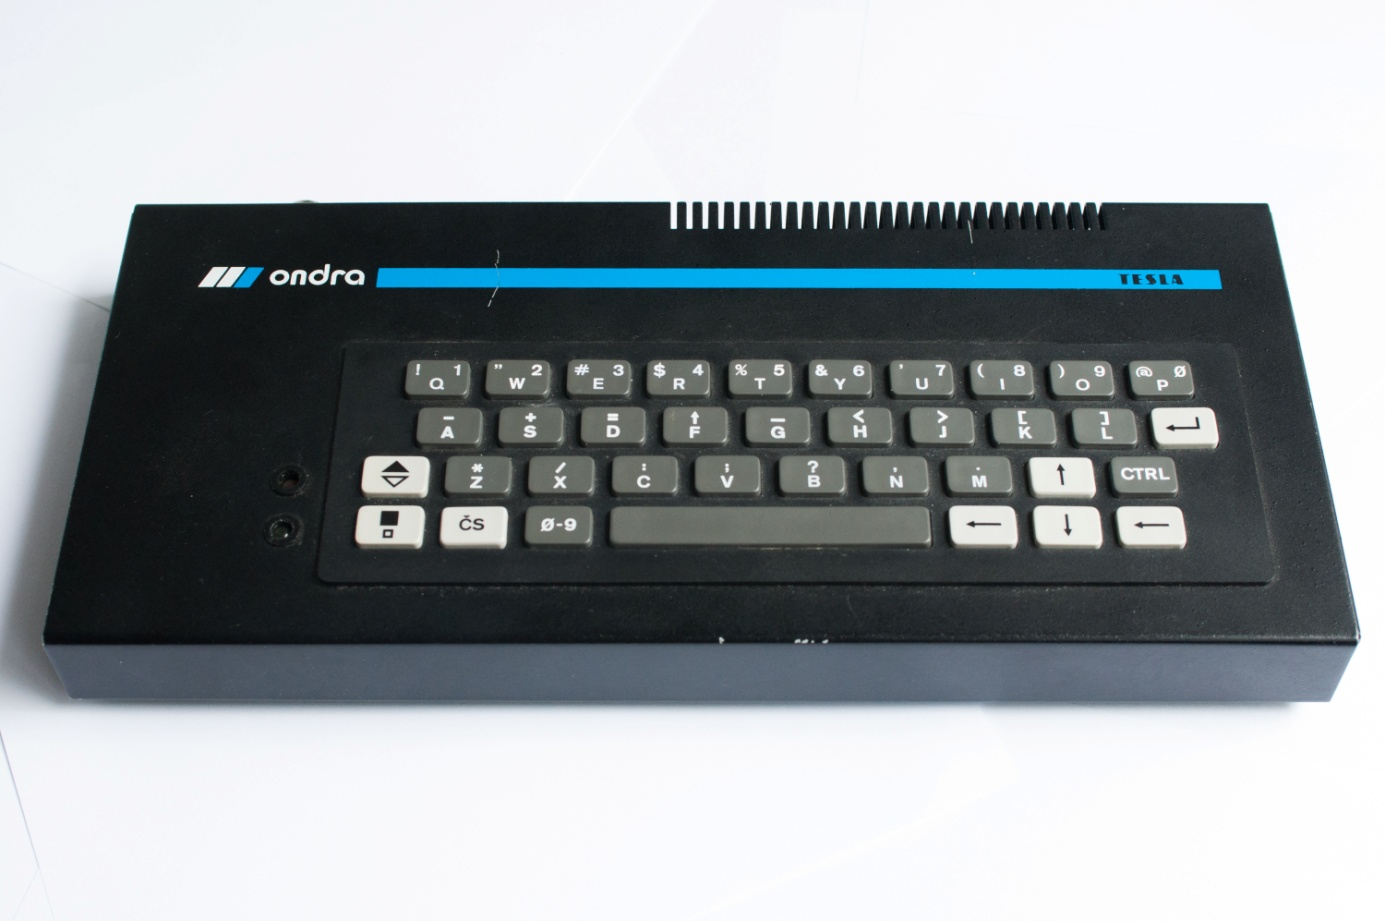 ondra TESLA
! 1 Q " 2 W # 3 E $ 4 R % 5 T & 6 Y ' 7 U ( 8 I ) 9 O @ Ø P
− A + S = D ↑ F — G < H > J [ K ] L ↵
* Z / X : C ; V ? B , N . M ↑ CTRL
ČS Ø-9 ← ↓ ←